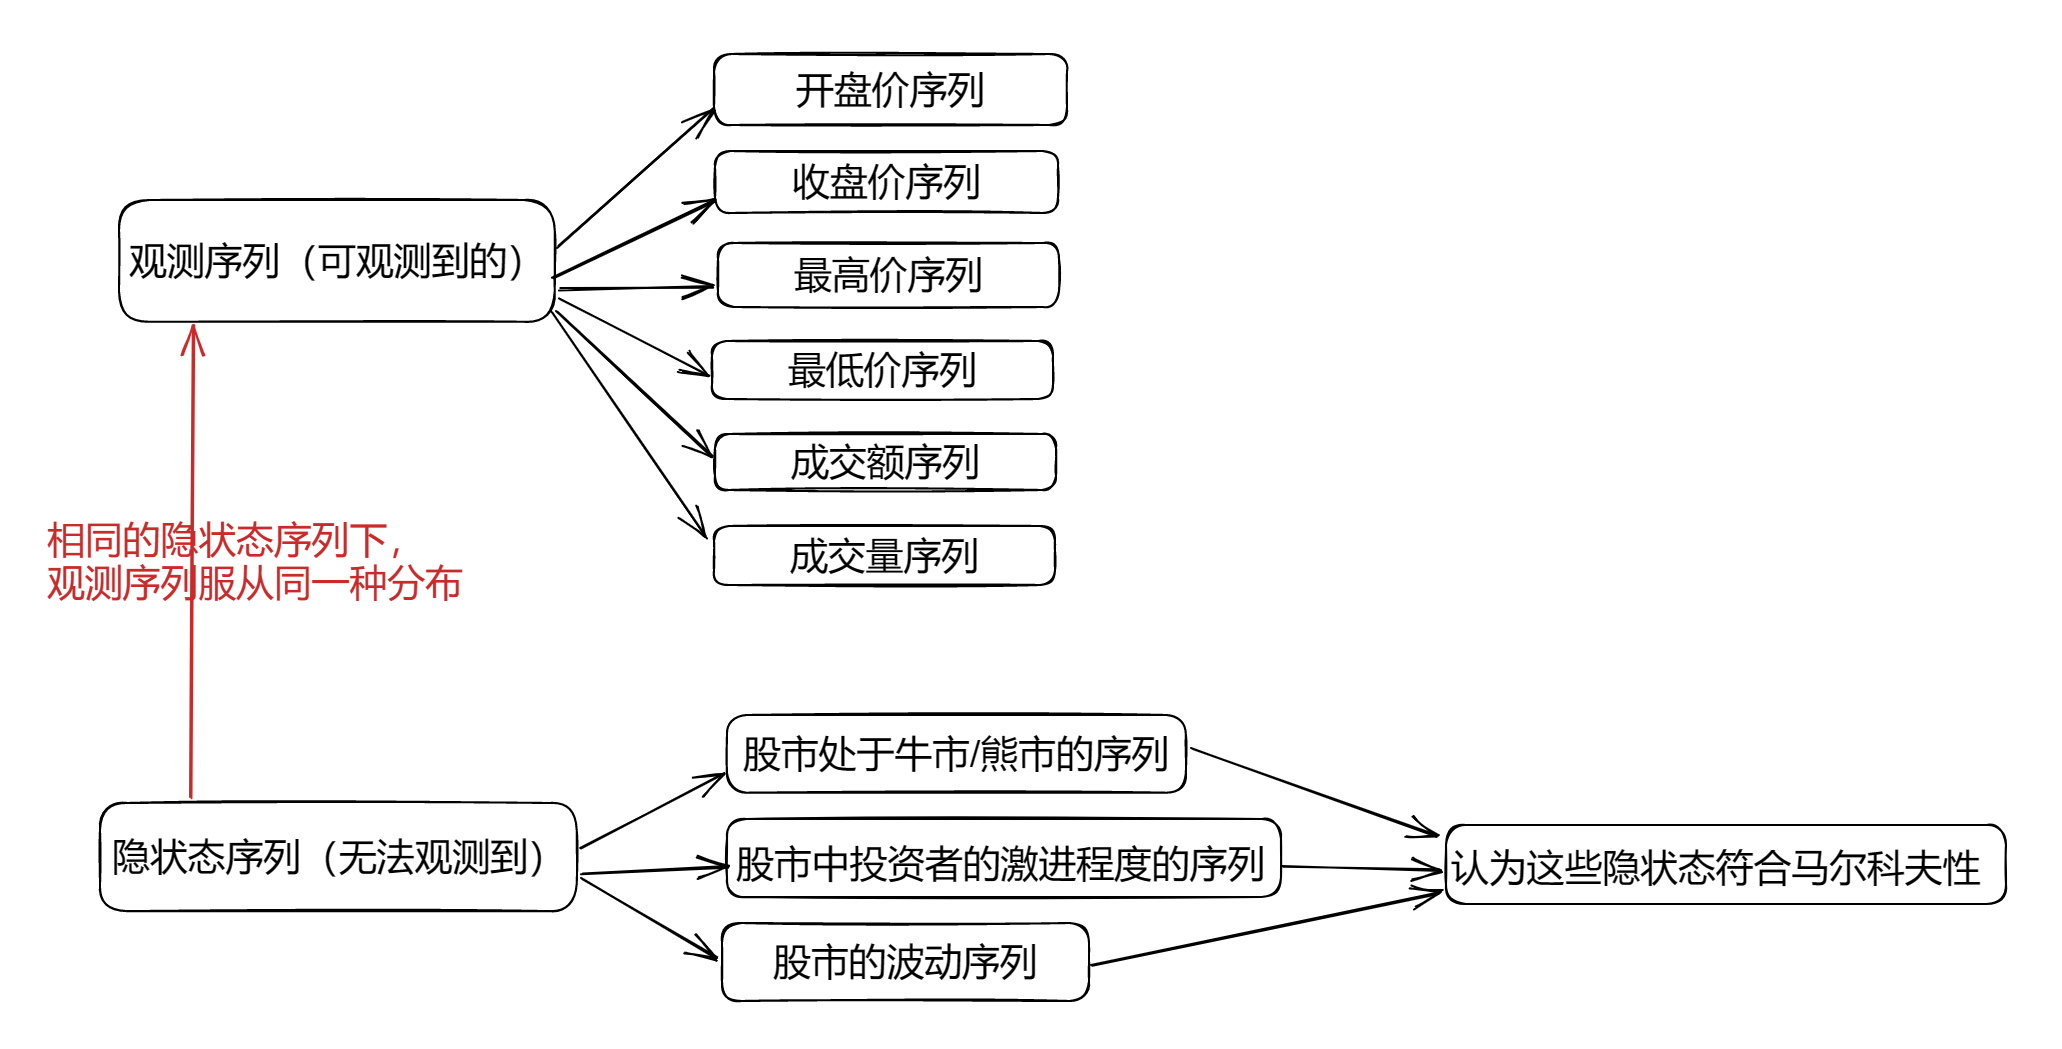 开盘价序列
收盘价序列
观测序列（可观测到的）
最高价序列
最低价序列
成交额序列
成交量序列
相同的隐状态序列下，
观测序列服从同一种分布
股市处于牛市/熊市的序列
隐状态序列（无法观测到）
股市中投资者的激进程度的序列
认为这些隐状态符合马尔科夫性
股市的波动序列